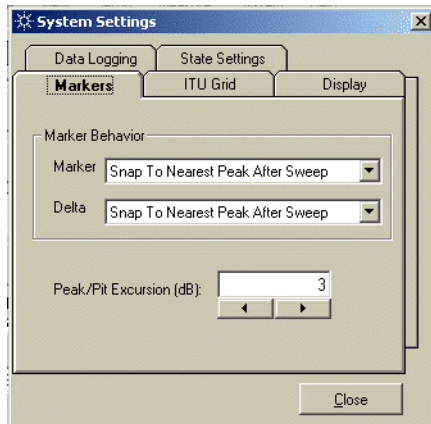 System Settings
Data Logging State Settings
Markers ITU Grid Display
Marker Behavior
Marker Snap To Nearest Peak After Sweep
Delta Snap To Nearest Peak After Sweep
Peak/Pit Excursion (dB): 3
Close